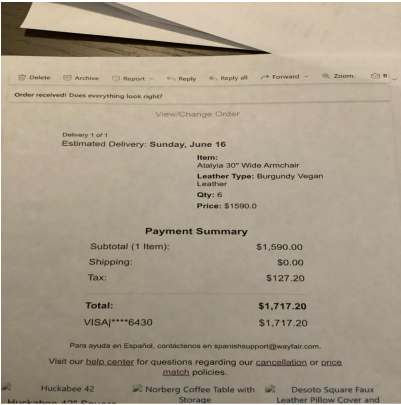 Delete Archive Report Reply Reply all Forward Zoom
Order received! Does everything look right?
View/Change Order
Delivery 1 of 1
Estimated Delivery: Sunday, June 16
Item:
Atalyia 30" Wide Armchair
Leather Type: Burgundy Vegan
Leather
Qty: 6
Price: $1590.0
Payment Summary
Subtotal (1 Item): $1,590.00
Shipping: $0.00
Tax: $127.20
Total: $1,717.20
VISA|****6430 $1,717.20
Para ayuda en Español, contáctenos en spanishsupport@wayfair.com.
Visit our help center for questions regarding our cancellation or price
match policies.
Huckabee 42 Norberg Coffee Table with Desoto Square Faux
Huckabee 42" Square Storage Leather Pillow Cover and